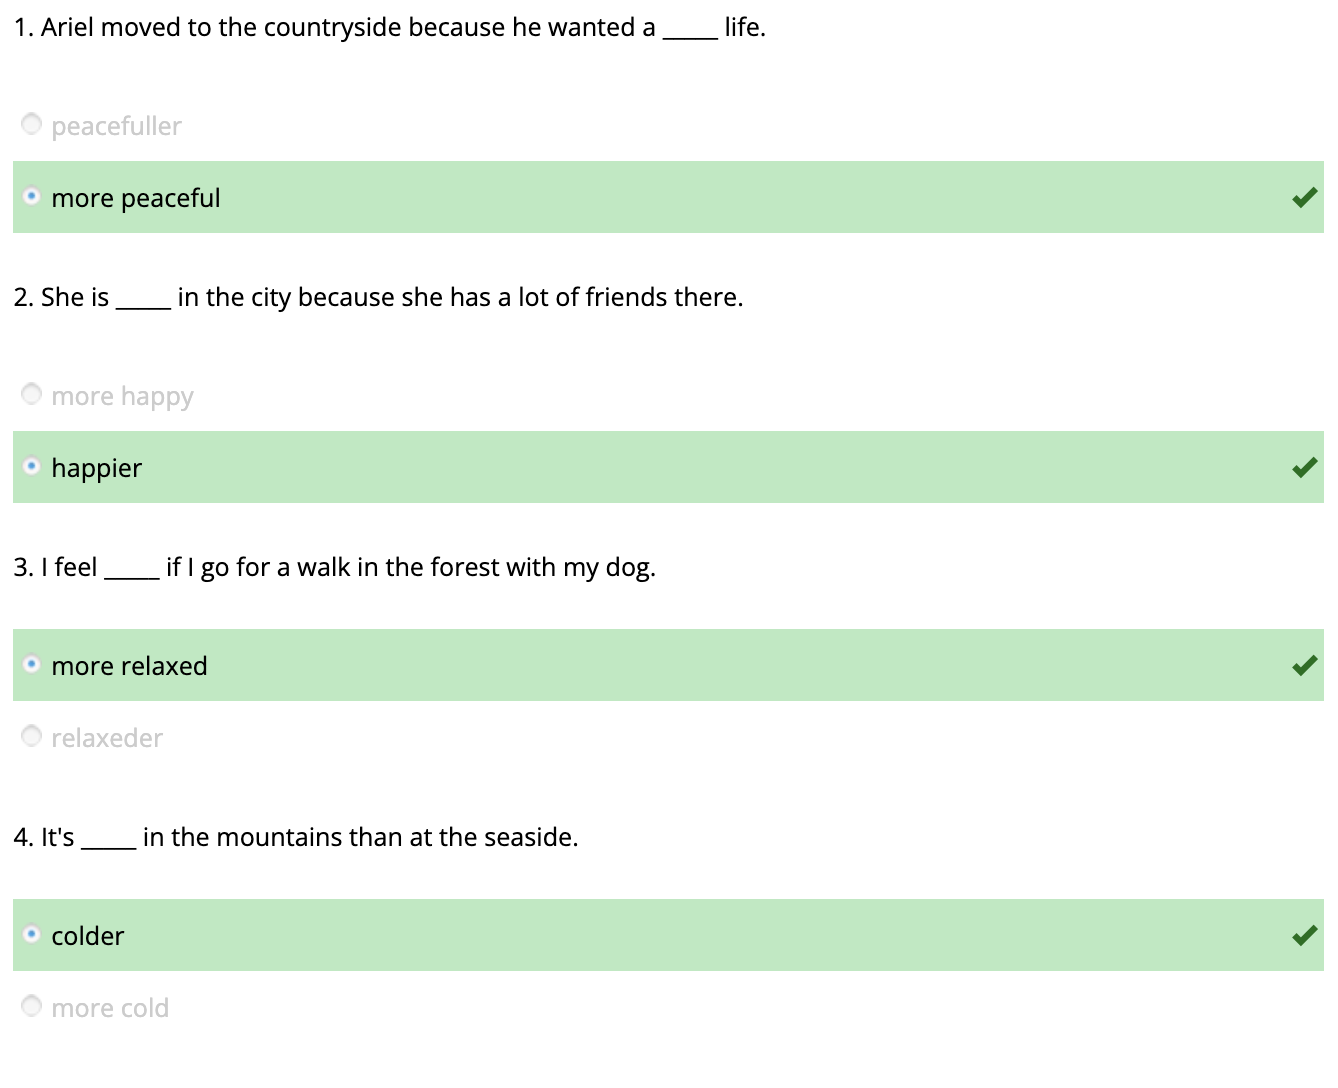 1. Ariel moved to the countryside because he wanted a _____ life.
peacefuller
more peaceful
2. She is _____ in the city because she has a lot of friends there.
more happy
happier
3. I feel _____ if I go for a walk in the forest with my dog.
more relaxed
relaxeder
4. It's _____ in the mountains than at the seaside.
colder
more cold